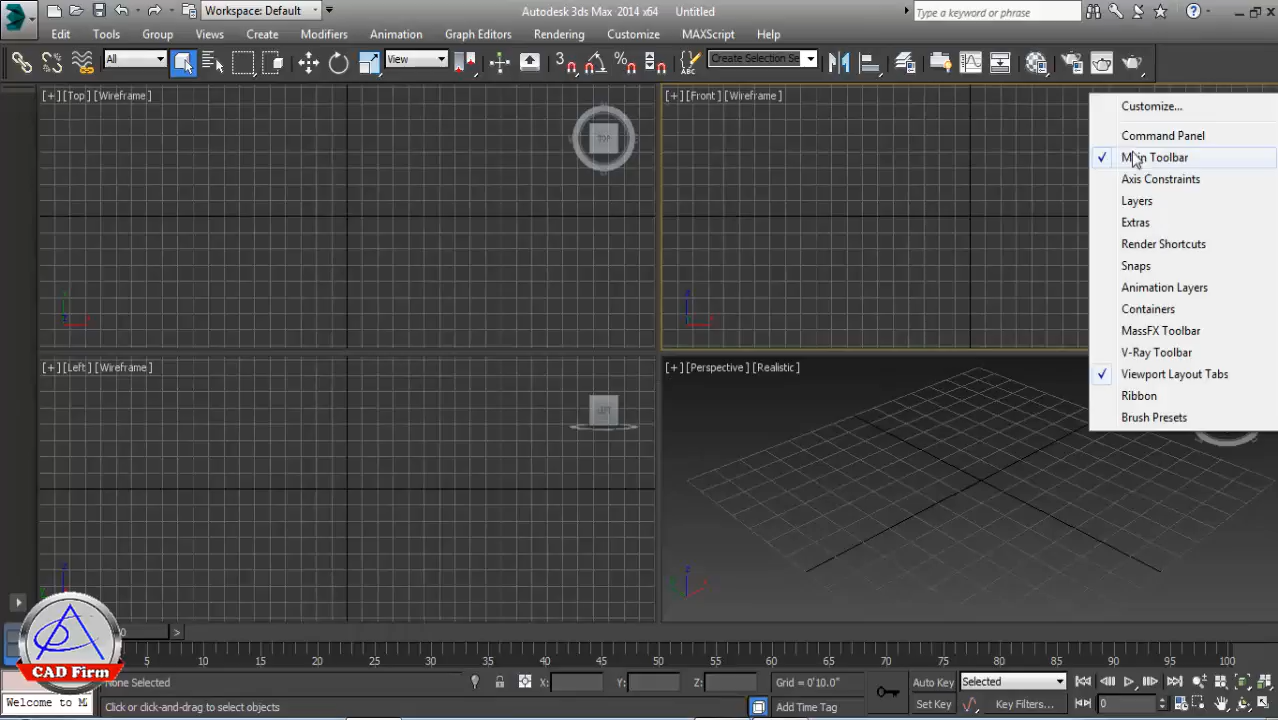 Workspace: Default
Autodesk 3ds Max 2014 x64
Untitled
Type a keyword or phrase
Edit
Tools
Group
Views
Create
Modifiers
Animation
Graph Editors
Rendering
Customize
MAXScript
Help
All
View
Create Selection Se
[+] [Top] [Wireframe]
TOP
[+] [Front] [Wireframe]
Customize...
Command Panel
Main Toolbar
Axis Constraints
Layers
Extras
Render Shortcuts
Snaps
Animation Layers
Containers
MassFX Toolbar
V-Ray Toolbar
Viewport Layout Tabs
Ribbon
Brush Presets
[+] [Left] [Wireframe]
LEFT
[+] [Perspective] [Realistic]
5 10 15 20 25 30 35 40 45 50 55 60 65 70 75 80 85 90 95 100
CAD Firm
None Selected
X:
Y:
Z:
Grid = 0'10.0"
Auto Key
Selected
Welcome to M
Click or click-and-drag to select objects
Add Time Tag
Set Key
Key Filters...
0